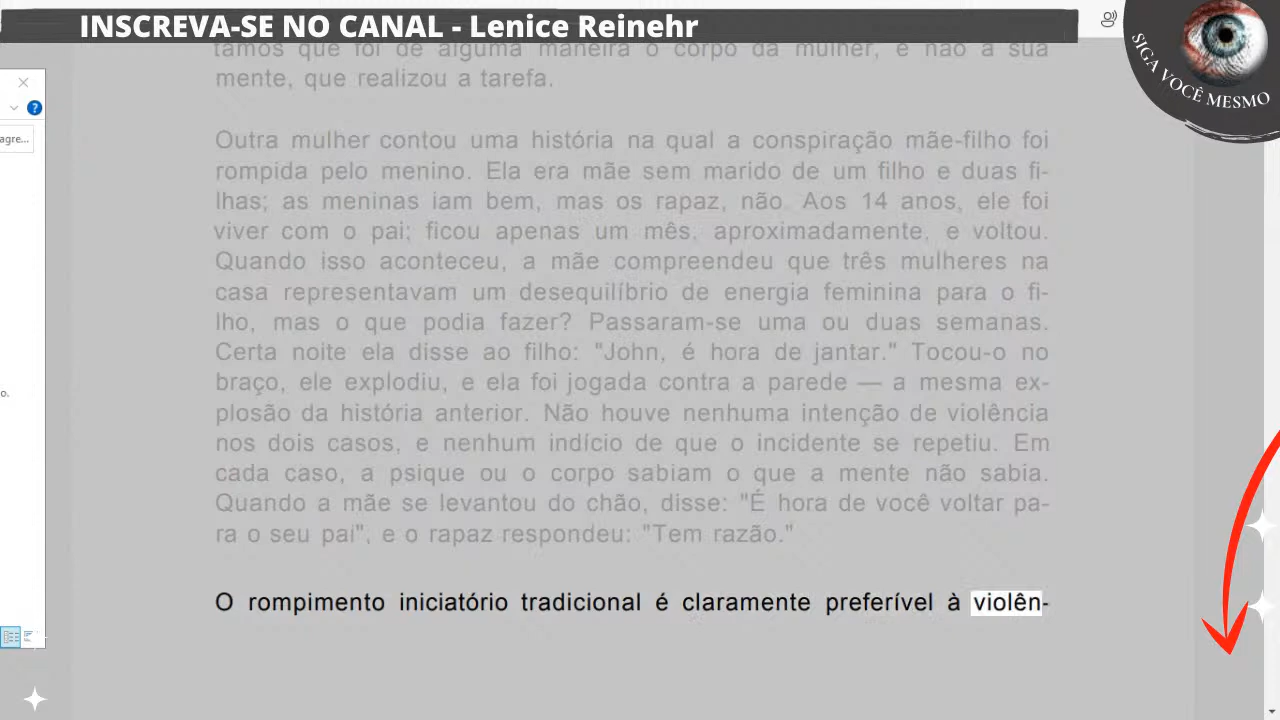 INSCREVA-SE NO CANAL - Lenice Reinehr
SIGA VOCÊ MESMO
agre...
o.
tamos que foi de alguma maneira o corpo da mulher, e não a sua
mente, que realizou a tarefa.
Outra mulher contou uma história na qual a conspiração mãe-filho foi
rompida pelo menino. Ela era mãe sem marido de um filho e duas fi-
lhas; as meninas iam bem, mas os rapaz, não. Aos 14 anos, ele foi
viver com o pai; ficou apenas um mês, aproximadamente, e voltou.
Quando isso aconteceu, a mãe compreendeu que três mulheres na
casa representavam um desequilíbrio de energia feminina para o fi-
lho, mas o que podia fazer? Passaram-se uma ou duas semanas.
Certa noite ela disse ao filho: "John, é hora de jantar." Tocou-o no
braço, ele explodiu, e ela foi jogada contra a parede — a mesma ex-
plosão da história anterior. Não houve nenhuma intenção de violência
nos dois casos, e nenhum indício de que o incidente se repetiu. Em
cada caso, a psique ou o corpo sabiam o que a mente não sabia.
Quando a mãe se levantou do chão, disse: "É hora de você voltar pa-
ra o seu pai", e o rapaz respondeu: "Tem razão."
O rompimento iniciatório tradicional é claramente preferível à violên-